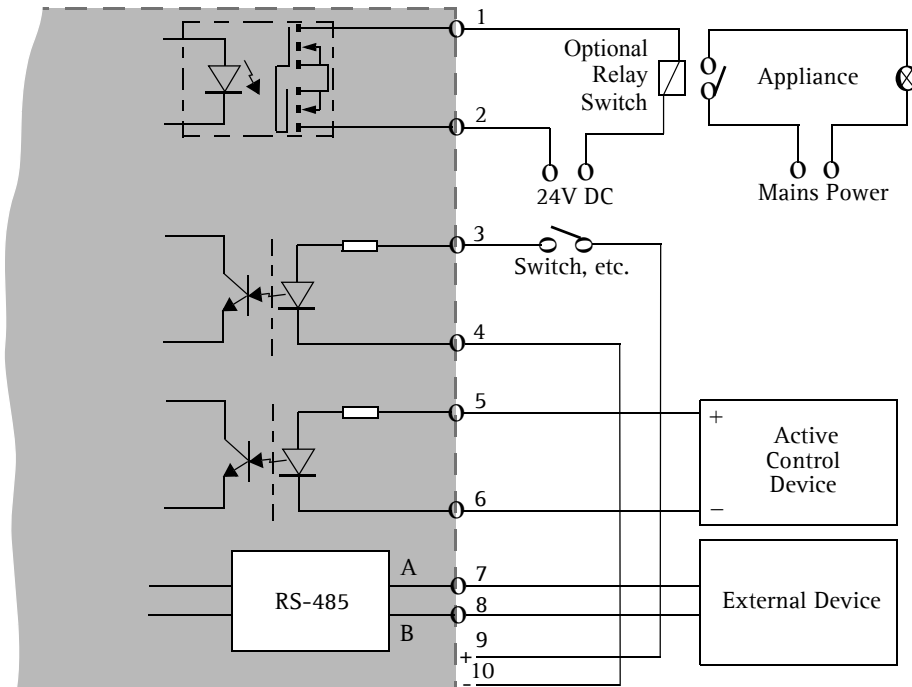 1
Optional
Relay
Switch
Appliance
2
24V DC
Mains Power
3
Switch, etc.
4
5
+
Active
Control
Device
6
−
A
7
RS-485
External Device
8
B
9
+
10
-